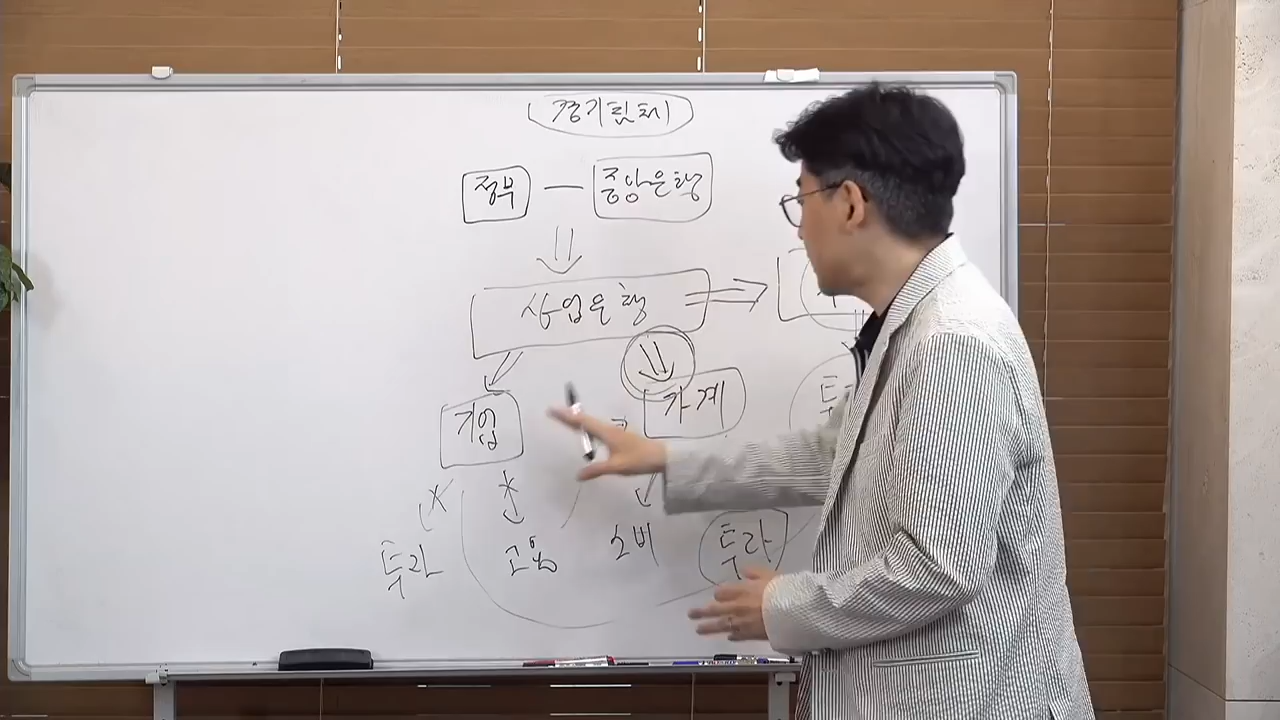 경기침체
정부 — 중앙은행
상업은행
기업
가계
투자 고용 소비 투자